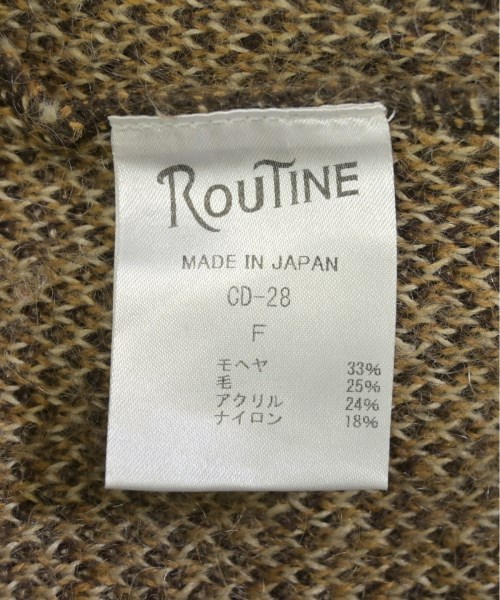 ROUTINE
MADE IN JAPAN
CD-28
F
モヘヤ 33%
毛 25%
アクリル 24%
ナイロン 18%